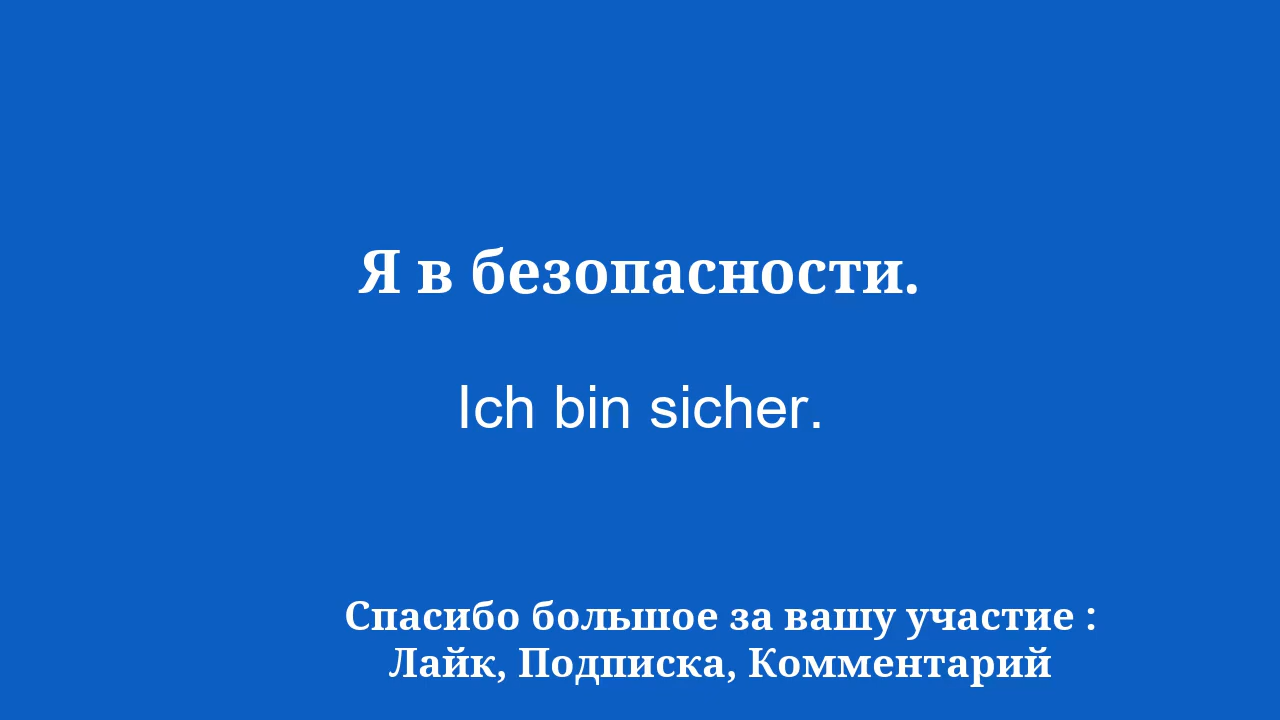 Я в безопасности.
Ich bin sicher.
Спасибо большое за вашу участие :
Лайк, Подписка, Комментарий